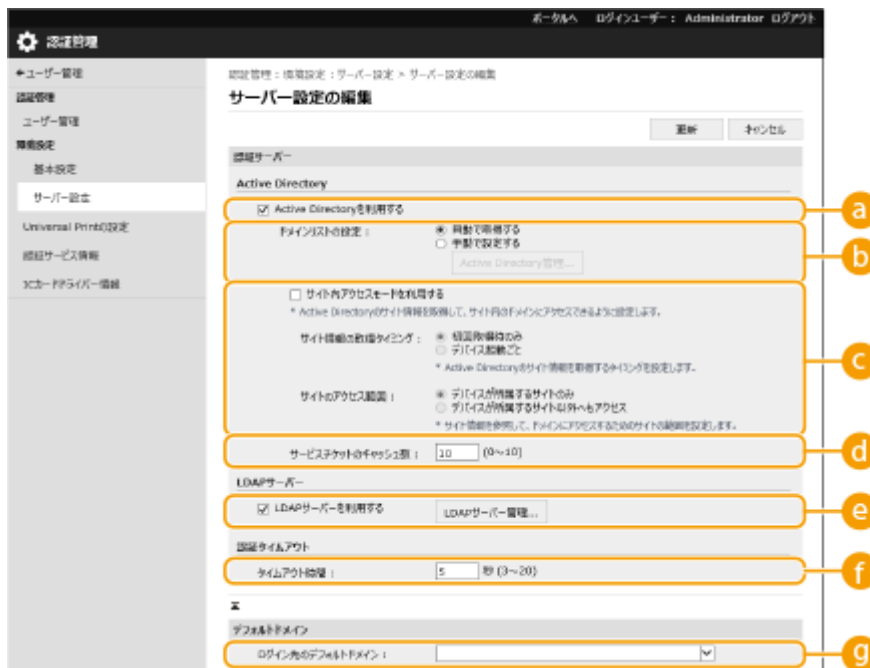 ポータルへ ログインユーザー： Administrator ログアウト
認証管理
ユーザー管理
認証管理
ユーザー管理
環境設定
基本設定
サーバー設定
Universal Printの設定
認証サービス情報
ICカードドライバー情報
認証管理：環境設定：サーバー設定 > サーバー設定の編集
サーバー設定の編集
更新 キャンセル
認証サーバー
Active Directory
Active Directoryを利用する
a
ドメインリストの設定： 自動で取得する
手動で設定する
Active Directory管理...
b
サイト内アクセスモードを利用する
* Active Directoryのサイト情報を取得して、サイト内のドメインにアクセスできるように設定します。
サイト情報の取得タイミング： 初回取得時のみ
デバイス起動ごと
* Active Directoryのサイト情報を取得するタイミングを設定します。
サイトのアクセス範囲： デバイスが所属するサイトのみ
デバイスが所属するサイト以外へもアクセス
* サイト情報を参照して、ドメインにアクセスするためのサイトの範囲を設定します。
c
サービスチケットのキャッシュ数： 10 (0～10)
d
LDAPサーバー
LDAPサーバーを利用する LDAPサーバー管理...
e
認証タイムアウト
タイムアウト時間： 5 秒 (3～20)
f
デフォルトドメイン
ログイン先のデフォルトドメイン：
g